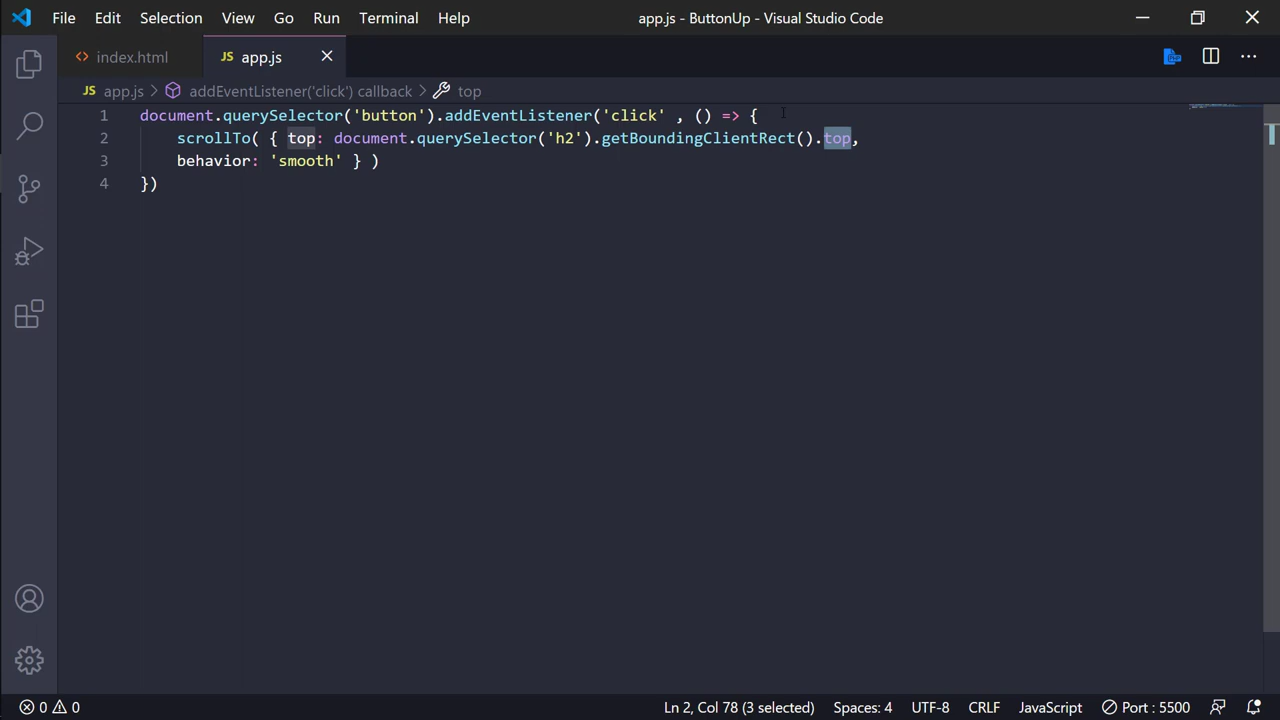 File Edit Selection View Go Run Terminal Help app.js - ButtonUp - Visual Studio Code
<> index.html JS app.js
JS app.js > addEventListener('click') callback > top
1 document.querySelector('button').addEventListener('click' , () => {
2 scrollTo( { top: document.querySelector('h2').getBoundingClientRect().top,
3 behavior: 'smooth' } )
4 })
0 0 Ln 2, Col 78 (3 selected) Spaces: 4 UTF-8 CRLF JavaScript Port : 5500